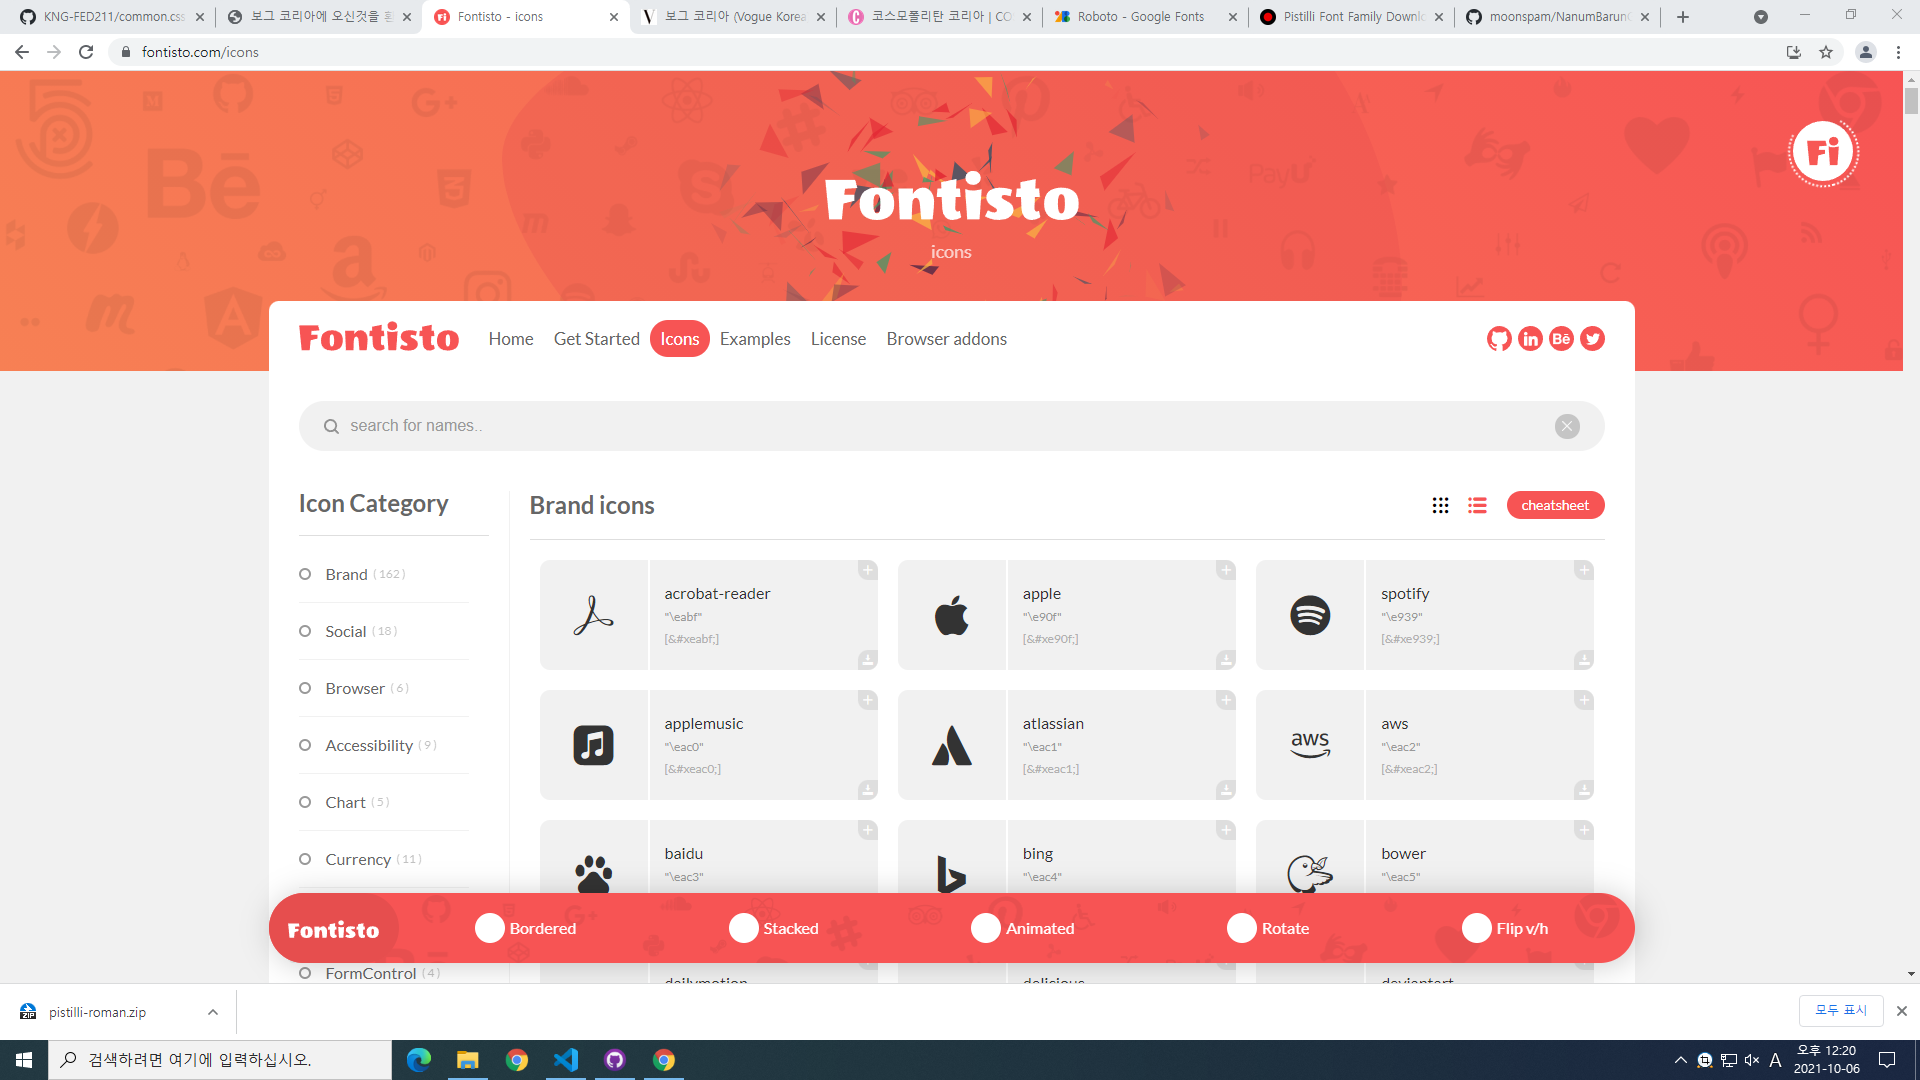 KNG-FED211/common.css
보그 코리아에 오신것을 환
Fontisto - icons
보그 코리아 (Vogue Korea
코스모폴리탄 코리아 | CO
Roboto - Google Fonts
Pistilli Font Family Downl
moonspam/NanumBarun
fontisto.com/icons
Fontisto
icons
Fi
Fontisto
Home
Get Started
Icons
Examples
License
Browser addons
search for names..
Icon Category
Brand (162)
Social (18)
Browser (6)
Accessibility (9)
Chart (5)
Currency (11)
FormControl (4)
Brand icons
cheatsheet
acrobat-reader
"\eabf"
[&#xeabf;]
apple
"\e90f"
[&#xe90f;]
spotify
"\e939"
[&#xe939;]
applemusic
"\eac0"
[&#xeac0;]
atlassian
"\eac1"
[&#xeac1;]
aws
aws
"\eac2"
[&#xeac2;]
baidu
"\eac3"
bing
"\eac4"
bower
"\eac5"
Fontisto
Bordered
Stacked
Animated
Rotate
Flip v/h
dailymotion
delicious
deviantart
pistilli-roman.zip
모두 표시
검색하려면 여기에 입력하십시오.
A
오후 12:20
2021-10-06